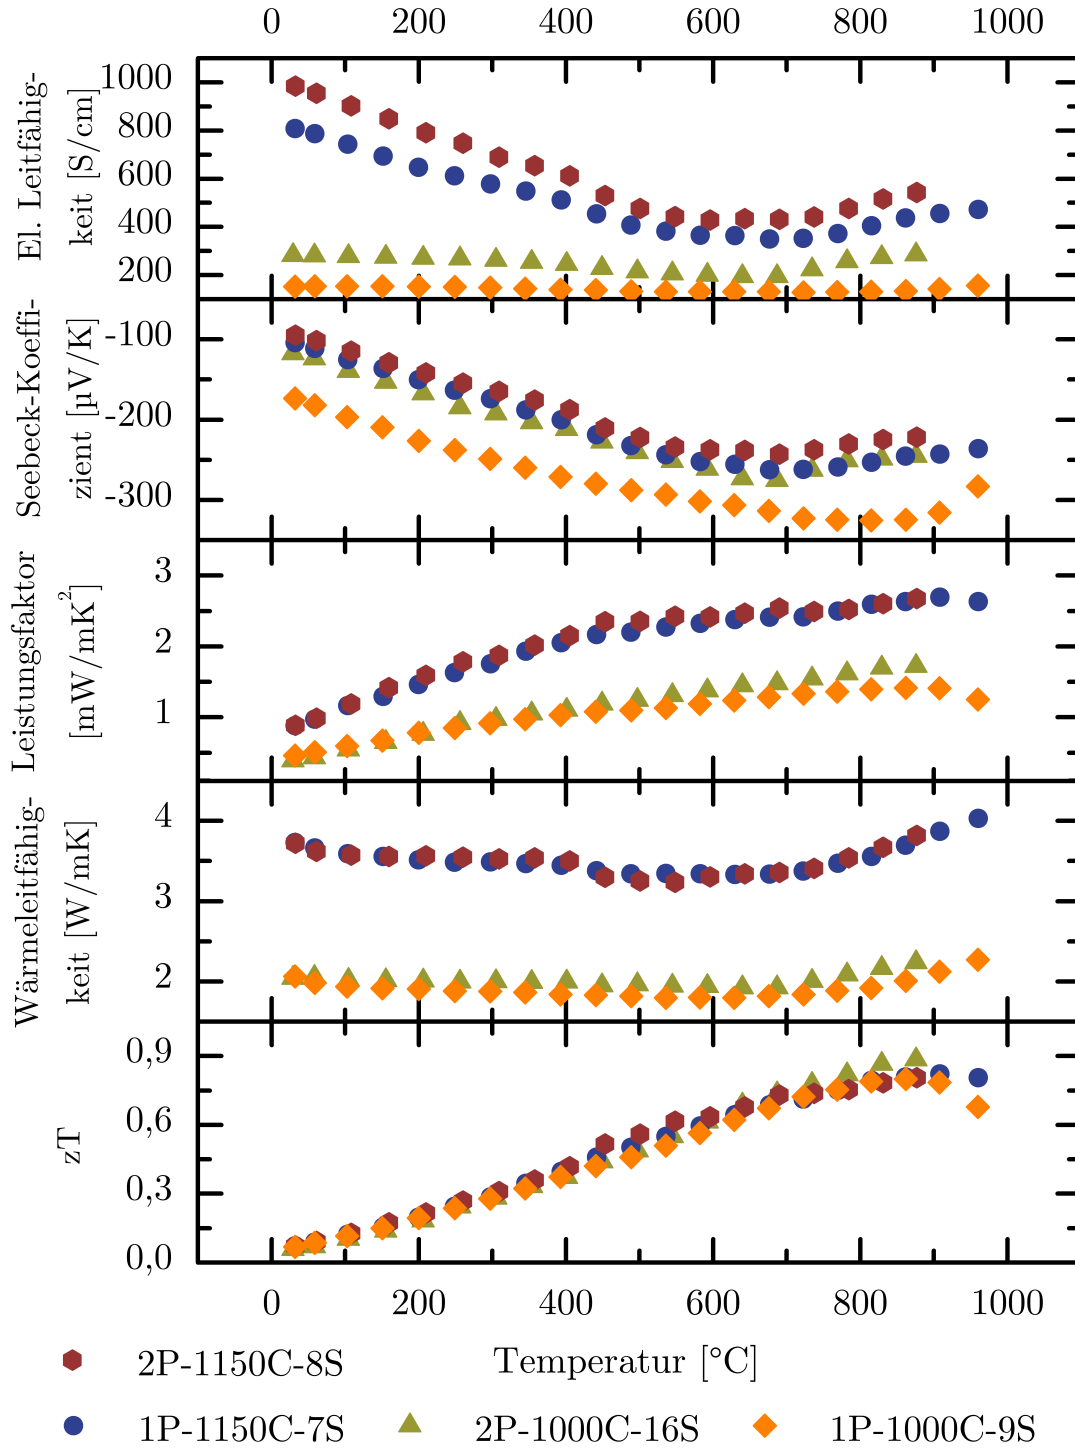 0 200 400 600 800 1000
El. Leitfähig-
keit [S/cm]
1000
800
600
400
200
Seebeck-Koeffi-
zient [µV/K]
-100
-200
-300
Leistungsfaktor
[mW/mK²]
3
2
1
Wärmeleitfähig-
keit [W/mK]
4
3
2
zT
0,9
0,6
0,3
0,0
0 200 400 600 800 1000
Temperatur [°C]
2P-1150C-8S
1P-1150C-7S 2P-1000C-16S 1P-1000C-9S